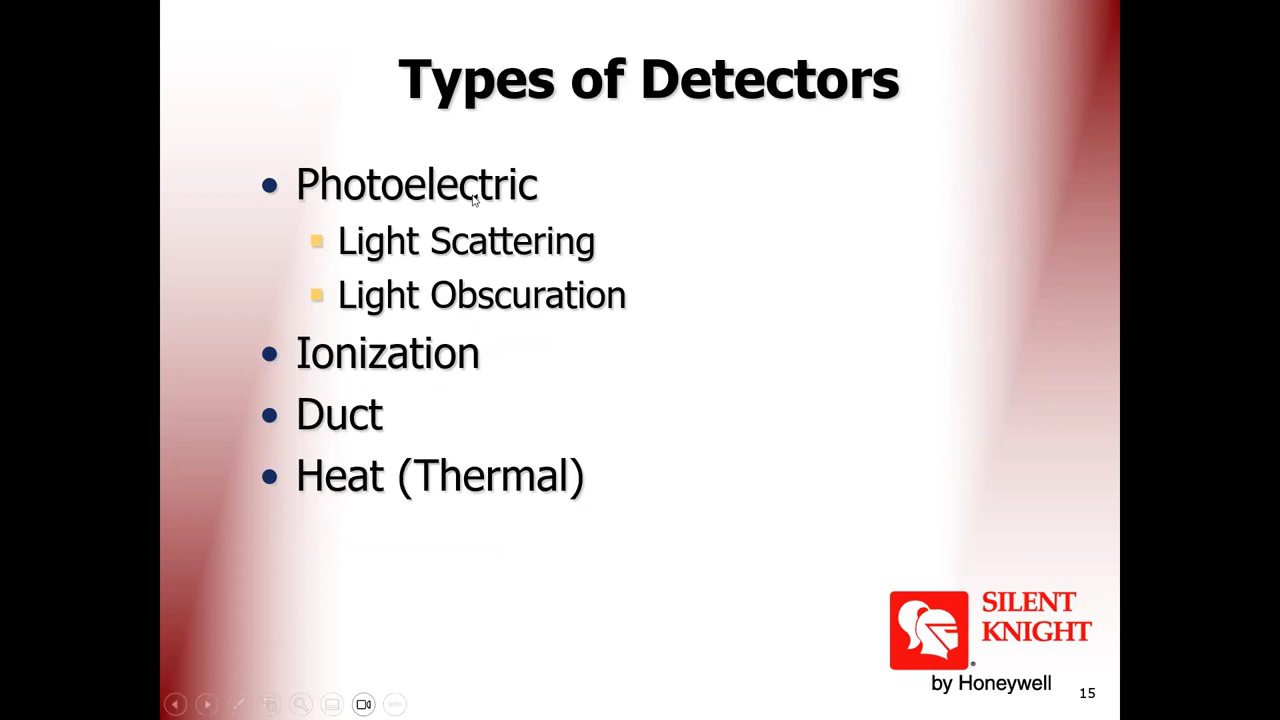 Types of Detectors
Photoelectric
Light Scattering
Light Obscuration
Ionization
Duct
Heat (Thermal)
SILENT
KNIGHT
®
by Honeywell
15